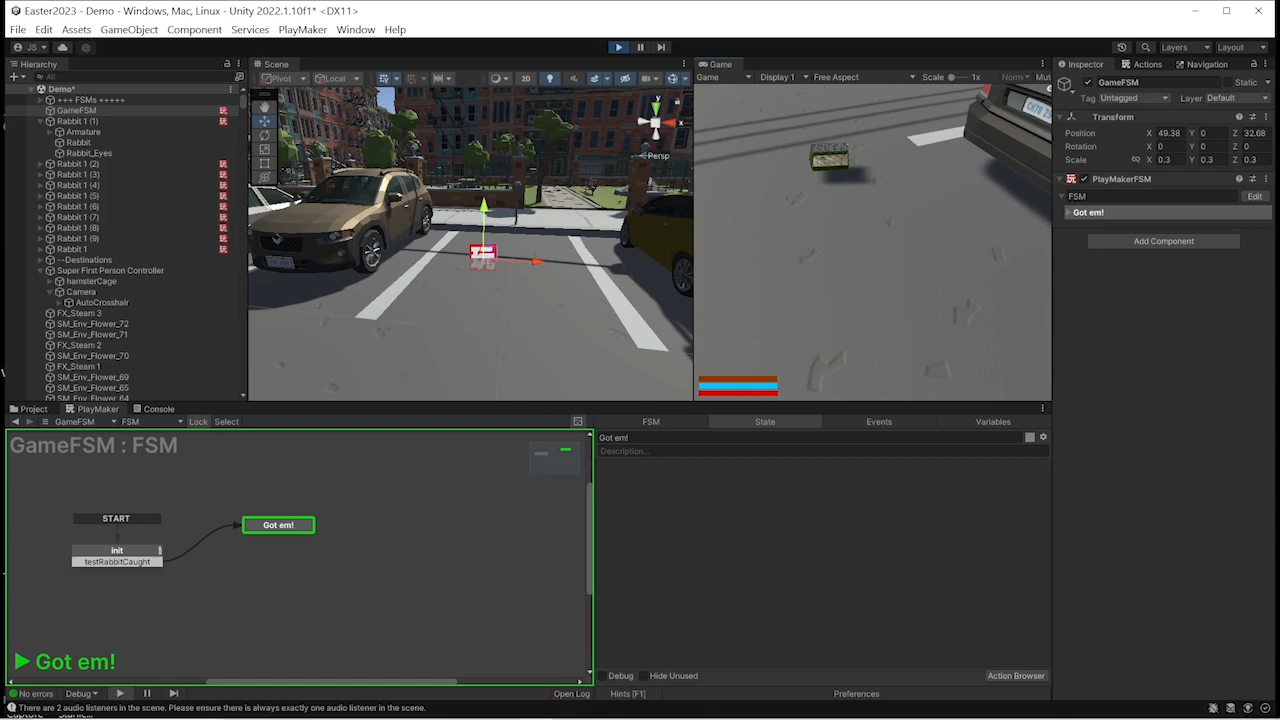 Easter2023 - Demo - Windows, Mac, Linux - Unity 2022.1.10f1* <DX11>
File Edit Assets GameObject Component Services PlayMaker Window Help
JS Layers Layout
Hierarchy
All
Demo*
+++ FSMs +++++
GameFSM
Rabbit 1 (1)
Armature
Rabbit
Rabbit_Eyes
Rabbit 1 (2)
Rabbit 1 (3)
Rabbit 1 (4)
Rabbit 1 (5)
Rabbit 1 (6)
Rabbit 1 (7)
Rabbit 1 (8)
Rabbit 1 (9)
Rabbit 1
--Destinations
Super First Person Controller
hamsterCage
Camera
AutoCrosshair
FX_Steam 3
SM_Env_Flower_72
SM_Env_Flower_71
FX_Steam 2
SM_Env_Flower_70
FX_Steam 1
SM_Env_Flower_69
SM_Env_Flower_65
SM_Env_Flower_64
Scene
Pivot Local 2D
y
x
Persp
玩
Game
Game Display 1 Free Aspect Scale 1x Norm Mut
Inspector Actions Navigation
GameFSM Static
Tag Untagged Layer Default
Transform
Position X 49.38 Y 0 Z 32.68
Rotation X 0 Y 0 Z 0
Scale X 0.3 Y 0.3 Z 0.3
PlayMakerFSM
FSM Edit
Got em!
Add Component
Project PlayMaker Console
GameFSM FSM Lock Select
FSM State Events Variables
GameFSM : FSM
START
init
testRabbitCaught
Got em!
Got em!
Got em!
Description...
Debug Hide Unused Action Browser
No errors Debug Open Log Hints [F1] Preferences
There are 2 audio listeners in the scene. Please ensure there is always exactly one audio listener in the scene.